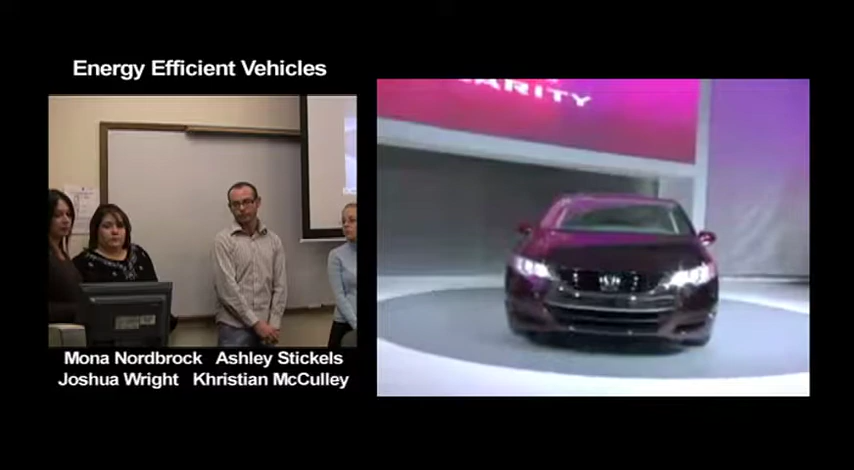 Energy Efficient Vehicles
ARITY
Mona Nordbrock Ashley Stickels
Joshua Wright Khristian McCulley